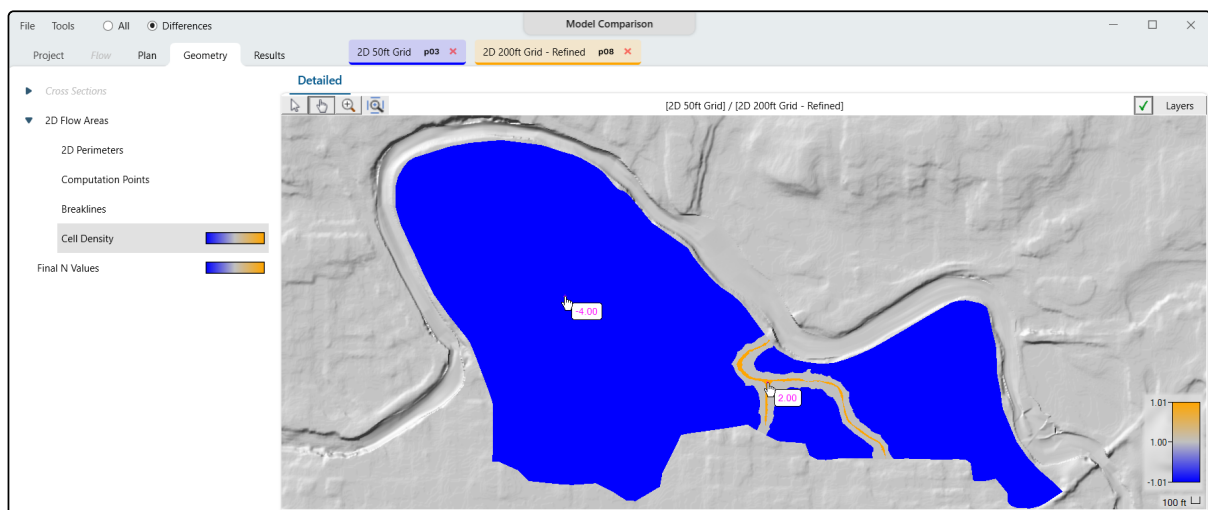 File Tools All Differences Model Comparison
Project Flow Plan Geometry Results 2D 50ft Grid p03 2D 200ft Grid - Refined p08
Detailed
Cross Sections
[2D 50ft Grid] / [2D 200ft Grid - Refined] Layers
2D Flow Areas
2D Perimeters
Computation Points
Breaklines
Cell Density
Final N Values
-4.00
2.00
1.01
1.00
-1.01
100 ft